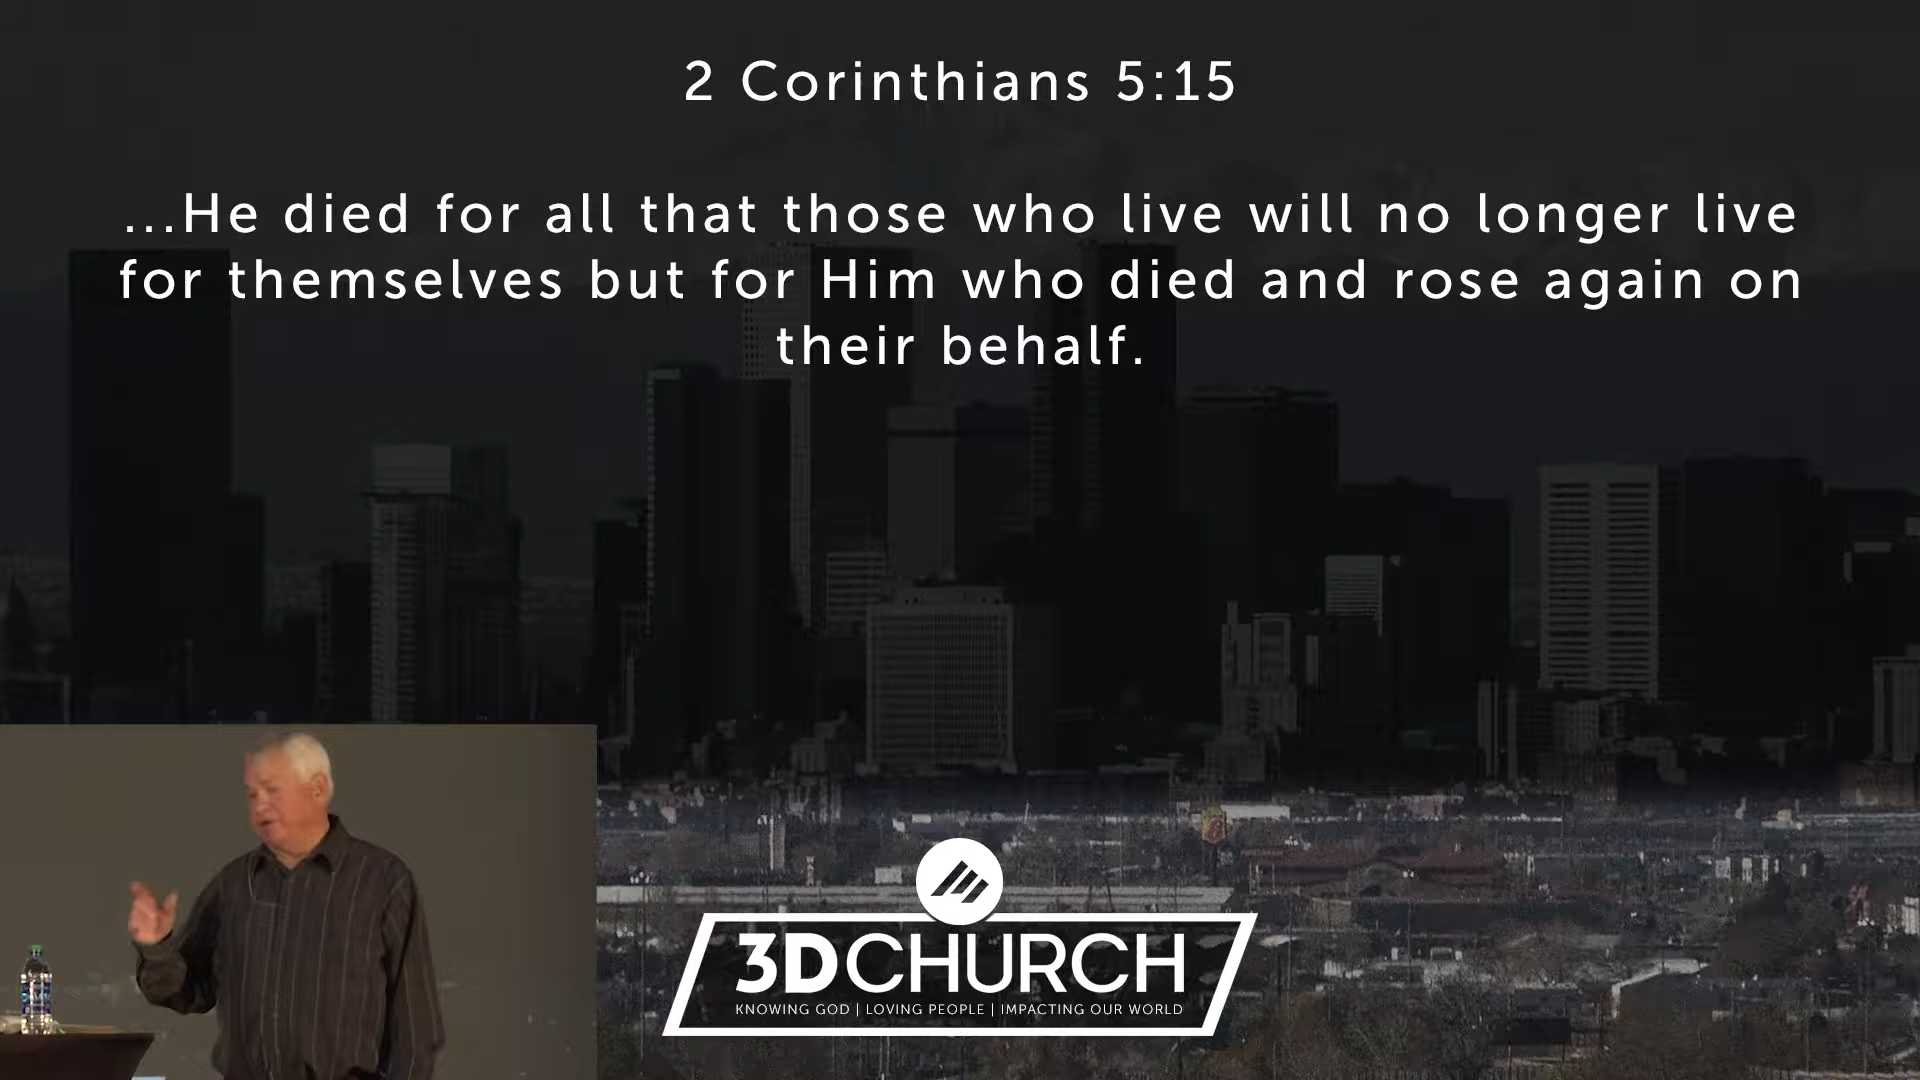 2 Corinthians 5:15
...He died for all that those who live will no longer live
for themselves but for Him who died and rose again on
their behalf.
3DCHURCH
KNOWING GOD | LOVING PEOPLE | IMPACTING OUR WORLD